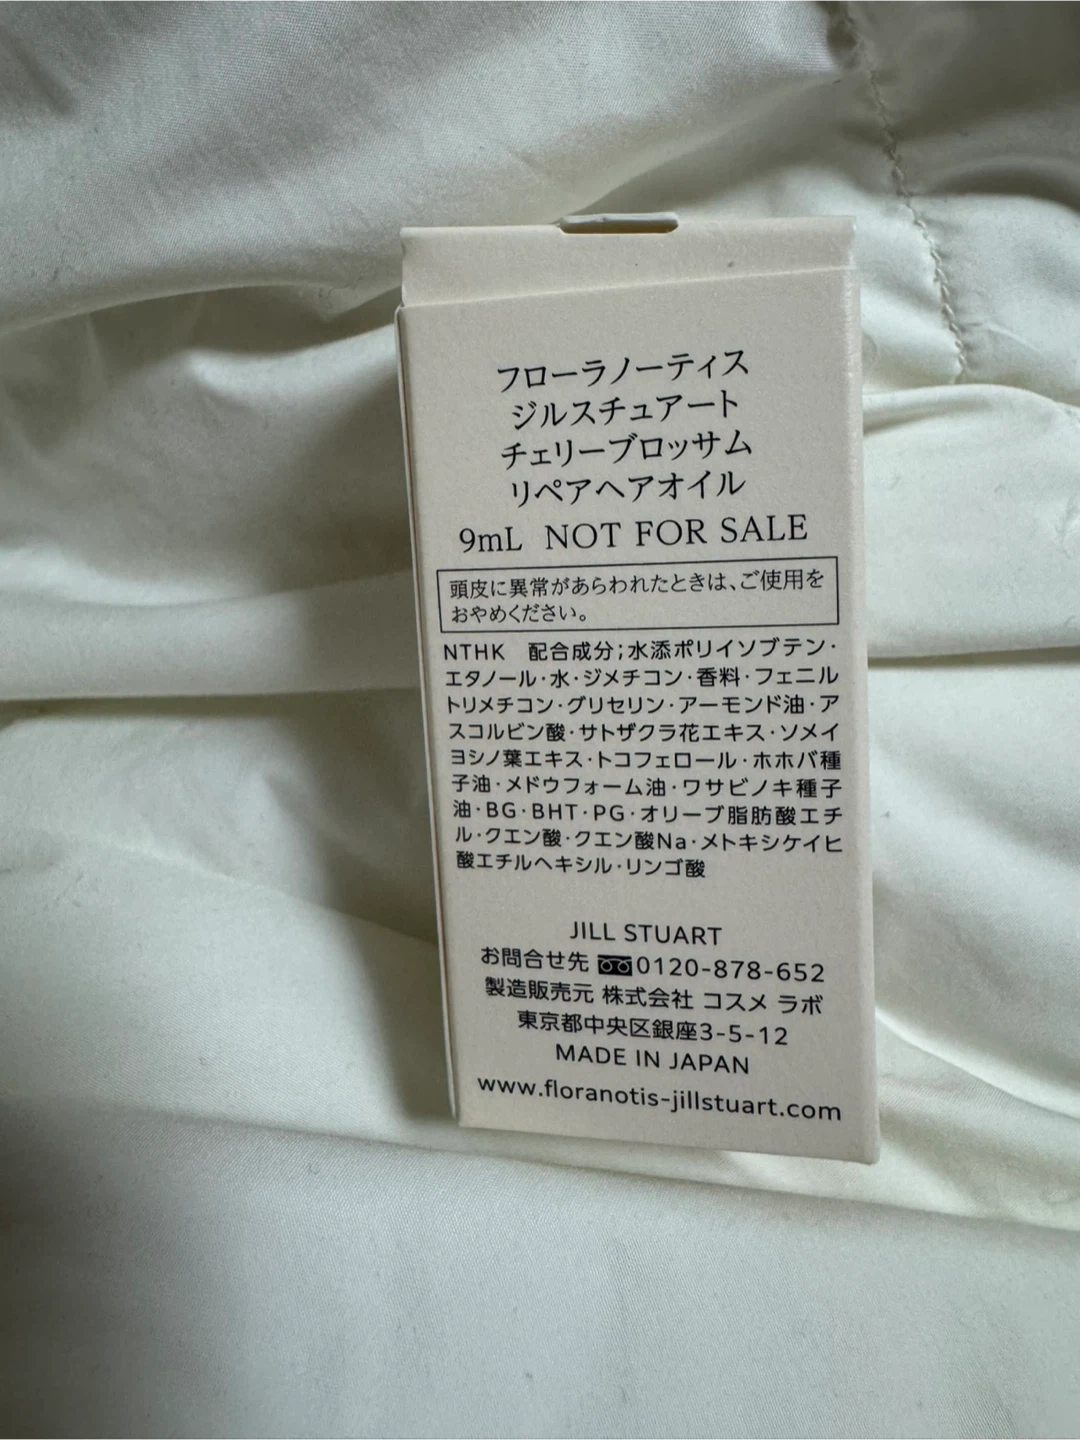 フローラノーティス
ジルスチュアート
チェリーブロッサム
リペアヘアオイル
9mL NOT FOR SALE
頭皮に異常があらわれたときは、ご使用を
おやめください。
NTHK 配合成分;水添ポリイソブテン・
エタノール・水・ジメチコン・香料・フェニル
トリメチコン・グリセリン・アーモンド油・ア
スコルビン酸・サトザクラ花エキス・ソメイ
ヨシノ葉エキス・トコフェロール・ホホバ種
子油・メドウフォーム油・ワサビノキ種子
油・BG・BHT・PG・オリーブ脂肪酸エチ
ル・クエン酸・クエン酸Na・メトキシケイヒ
酸エチルヘキシル・リンゴ酸
JILL STUART
お問合せ先 0120-878-652
製造販売元 株式会社 コスメ ラボ
東京都中央区銀座3-5-12
MADE IN JAPAN
www.floranotis-jillstuart.com